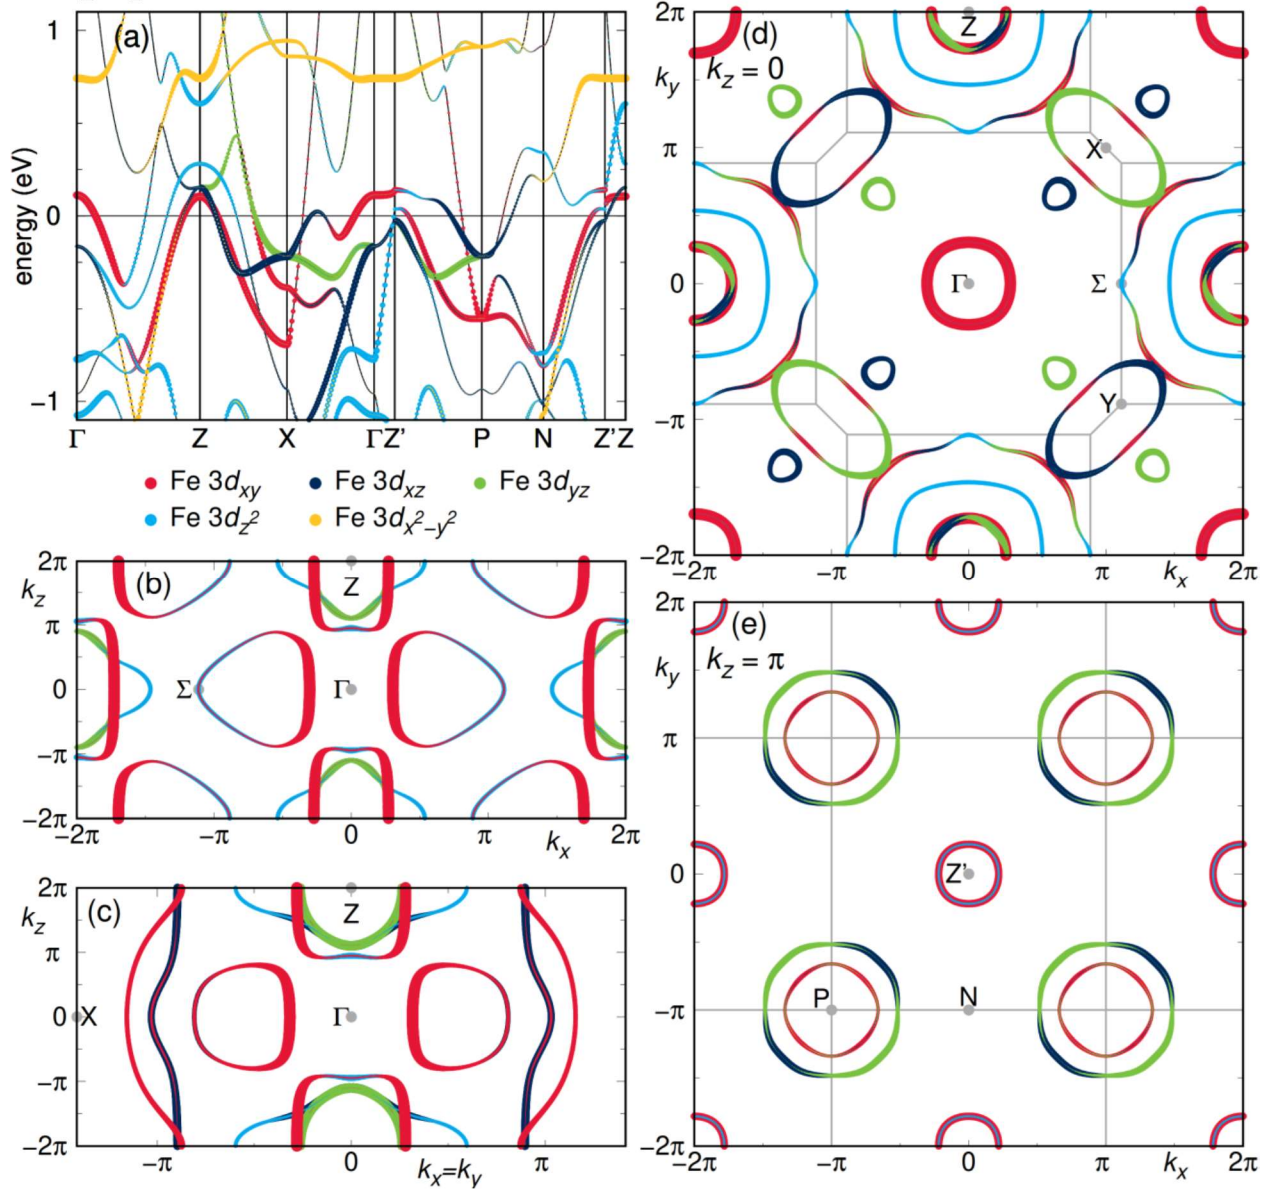 (a)
energy (eV)
1
0
−1
Γ Z X Γ Z' P N Z' Z
Fe 3dxy Fe 3dxz Fe 3dyz
Fe 3dz² Fe 3dx²−y²
(b)
kz
2π
π
0
−π
−2π
Z
Σ Γ
−2π −π 0 π kx 2π
(c)
kz
2π
π
0
−π
−2π
Z
X Γ
−π 0 kx=ky π
(d)
kz = 0
ky
2π
π
0
−π
−2π
Z
X
Γ Σ
Y
−2π −π 0 π kx 2π
(e)
kz = π
ky
2π
π
0
−π
−2π
Z'
P N
−2π −π 0 π kx 2π